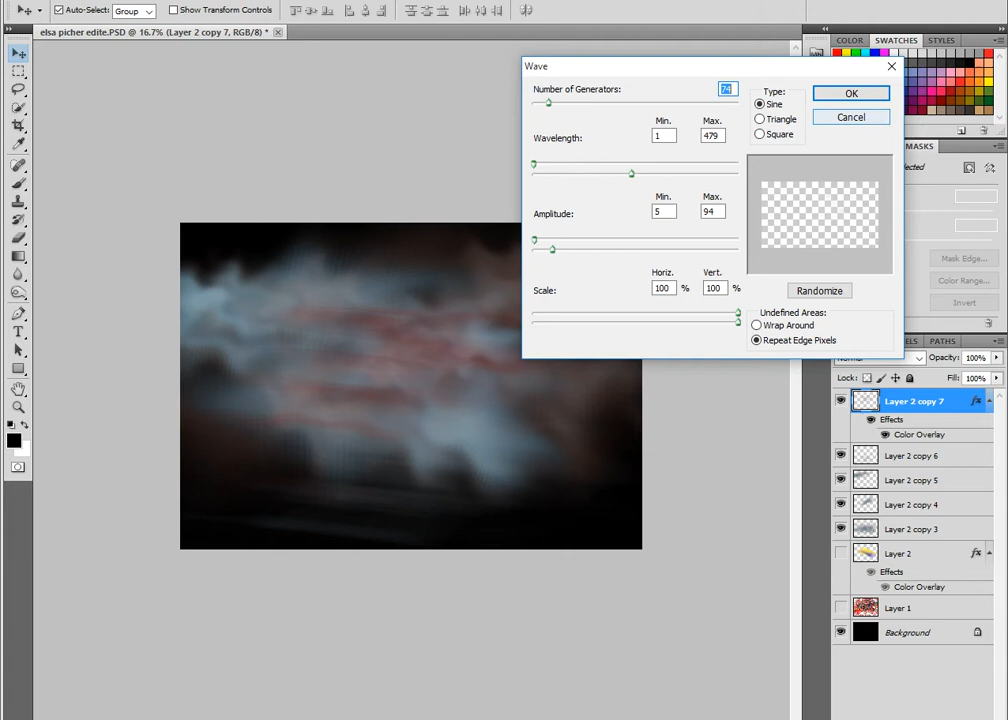 Auto-Select: Group Show Transform Controls
elsa picher edite.PSD @ 16.7% (Layer 2 copy 7, RGB/8) *
COLOR SWATCHES STYLES
Wave
Number of Generators: 74
Type:
Sine
Triangle
Square
OK
Cancel
Min. Max.
Wavelength: 1 479
Min. Max.
Amplitude: 5 94
Horiz. Vert.
Scale: 100 % 100 %
Randomize
Undefined Areas:
Wrap Around
Repeat Edge Pixels
MASKS
Mask Edge...
Color Range...
Invert
PATHS
Opacity: 100%
Lock: Fill: 100%
Layer 2 copy 7 fx
Effects
Color Overlay
Layer 2 copy 6
Layer 2 copy 5
Layer 2 copy 4
Layer 2 copy 3
Layer 2 fx
Effects
Color Overlay
Layer 1
Background